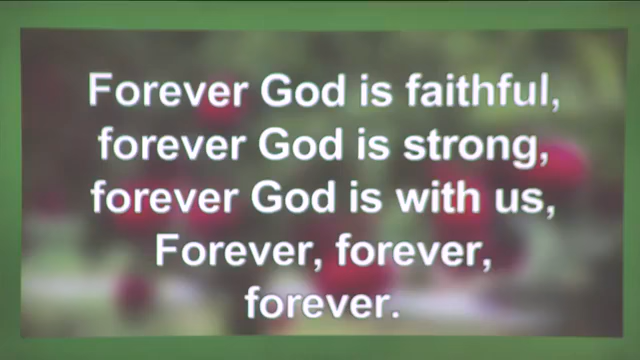 Forever God is faithful,
forever God is strong,
forever God is with us,
Forever, forever,
forever.